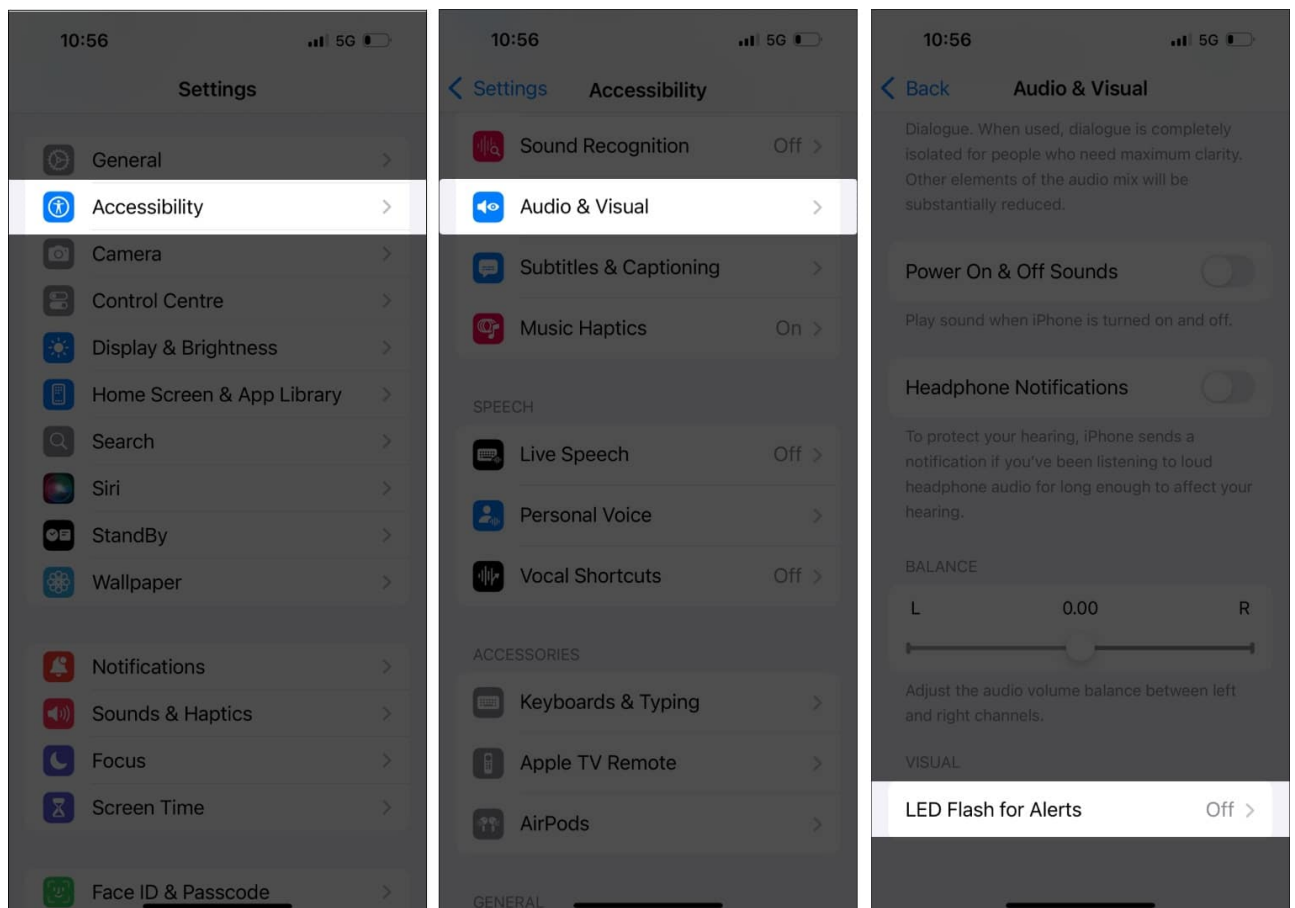 10:56
5G
Settings
General
Accessibility
Camera
Control Centre
Display & Brightness
Home Screen & App Library
Search
Siri
StandBy
Wallpaper
Notifications
Sounds & Haptics
Focus
Screen Time
Face ID & Passcode
10:56
5G
Settings
Accessibility
Sound Recognition
Off
Audio & Visual
Subtitles & Captioning
Music Haptics
On
SPEECH
Live Speech
Off
Personal Voice
Vocal Shortcuts
Off
ACCESSORIES
Keyboards & Typing
Apple TV Remote
AirPods
GENERAL
10:56
5G
Back
Audio & Visual
Dialogue. When used, dialogue is completely
isolated for people who need maximum clarity.
Other elements of the audio mix will be
substantially reduced.
Power On & Off Sounds
Play sound when iPhone is turned on and off.
Headphone Notifications
To protect your hearing, iPhone sends a
notification if you've been listening to loud
headphone audio for long enough to affect your
hearing.
BALANCE
L
0.00
R
Adjust the audio volume balance between left
and right channels.
VISUAL
LED Flash for Alerts
Off